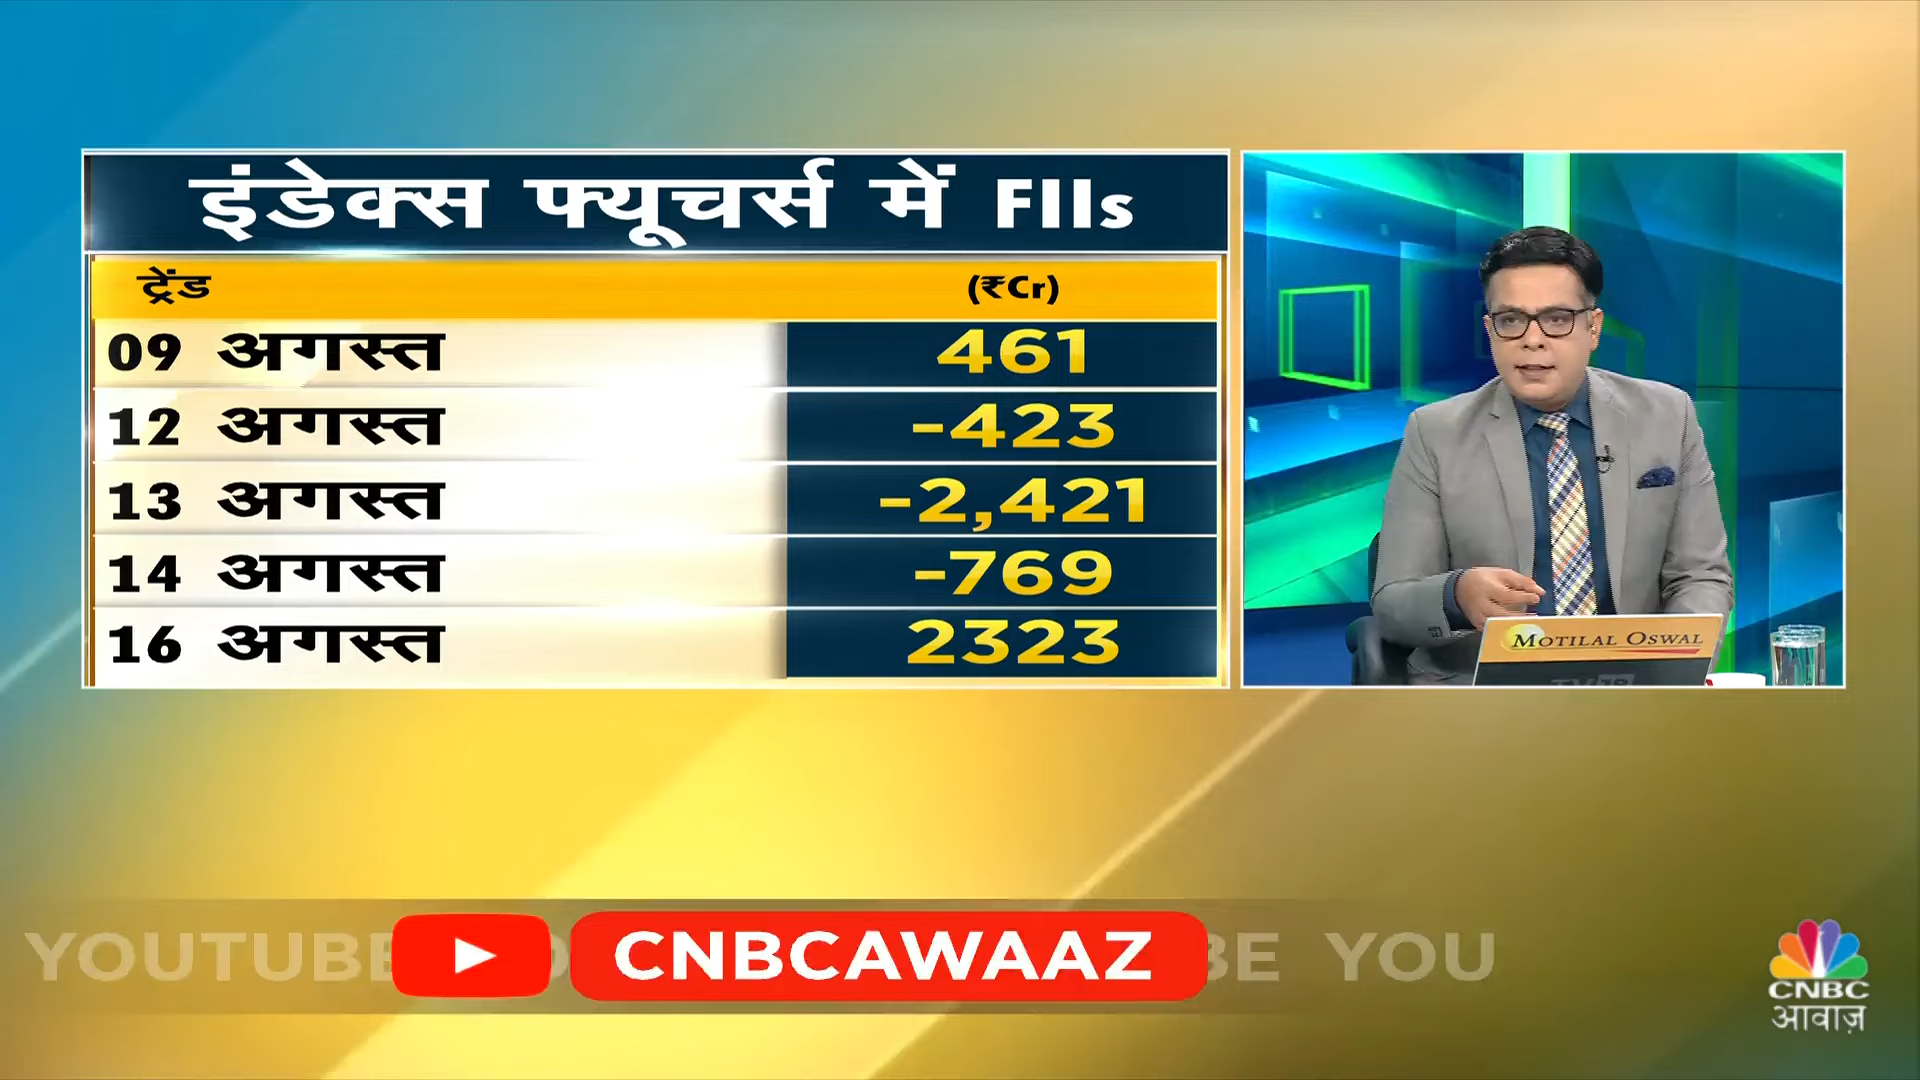 इंडेक्स फ्यूचर्स में FIIs
ट्रेंड (₹Cr)
09 अगस्त 461
12 अगस्त -423
13 अगस्त -2,421
14 अगस्त -769
16 अगस्त 2323
MOTILAL OSWAL
YOUTUBE CNBCAWAAZ BE YOU
CNBC
आवाज़